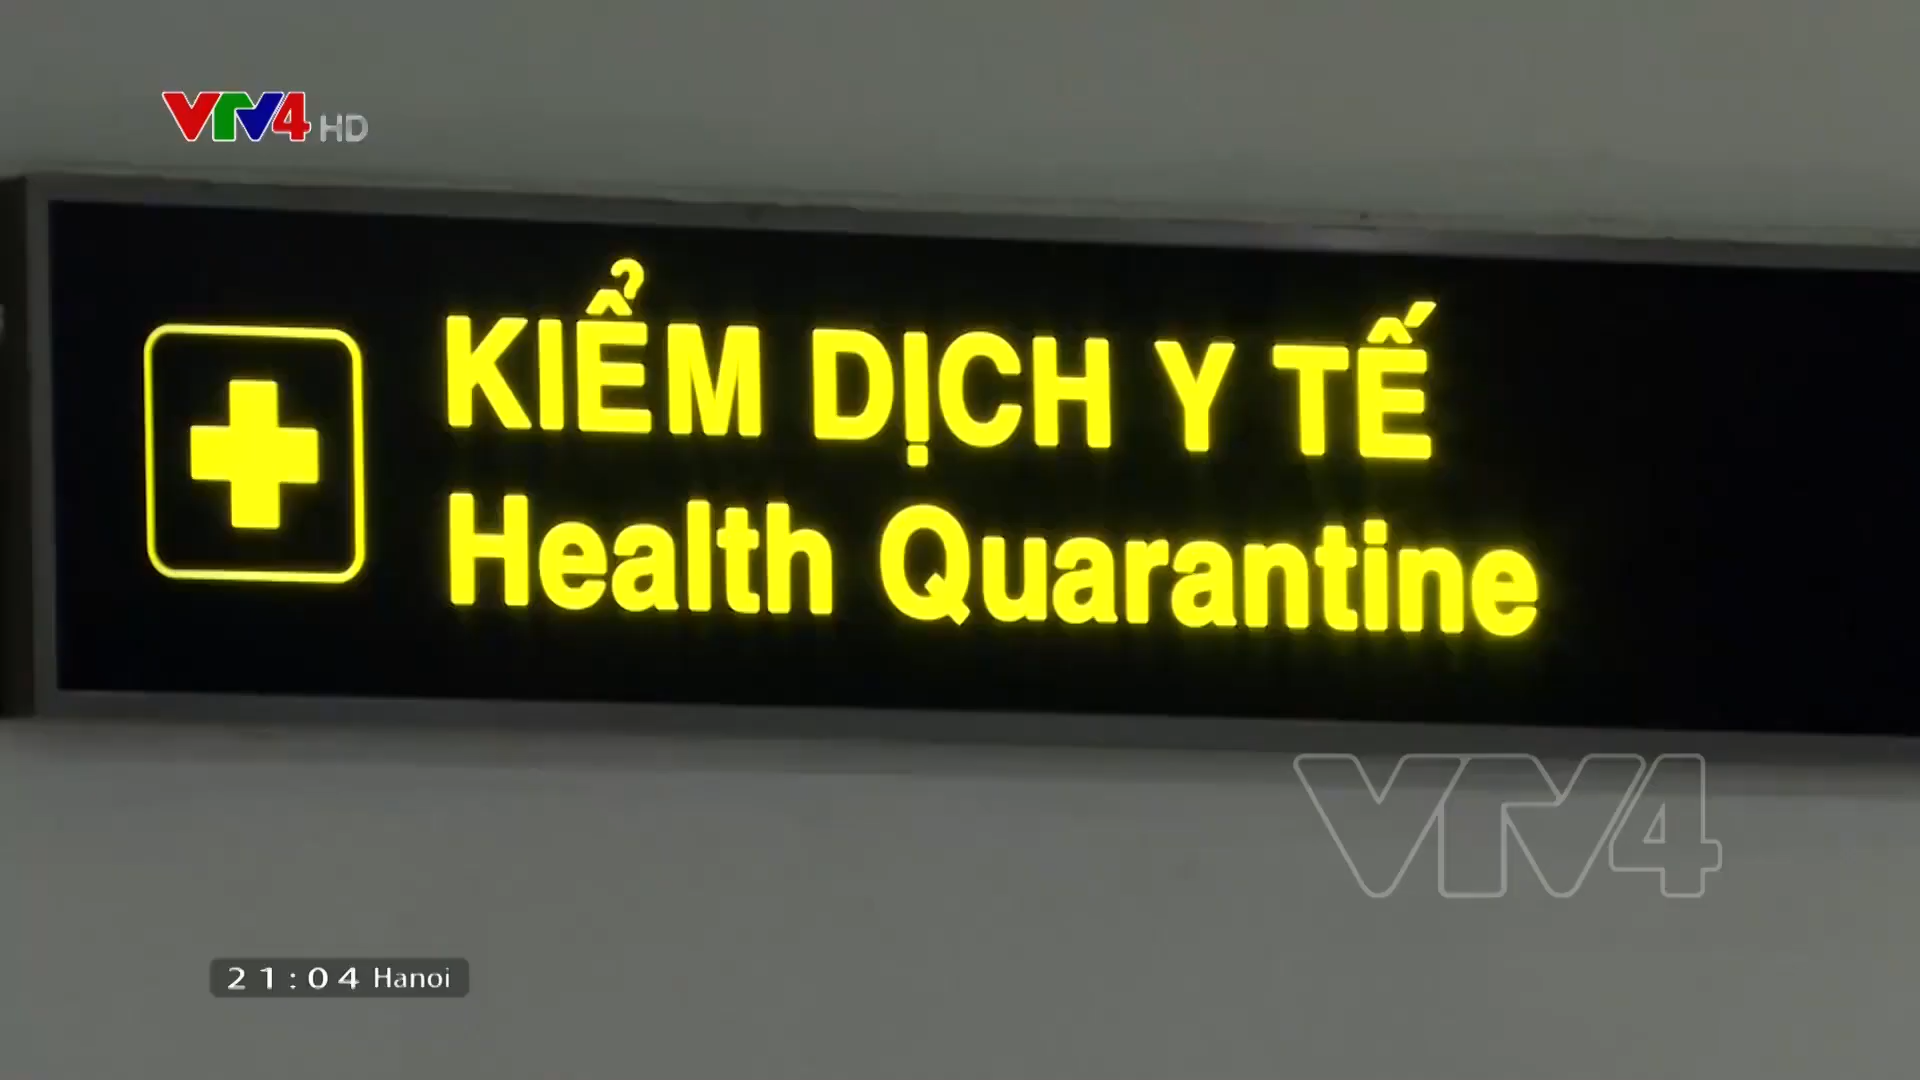 VTV4 HD
KIỂM DỊCH Y TẾ
Health Quarantine
VTV4
21:04 Hanoi